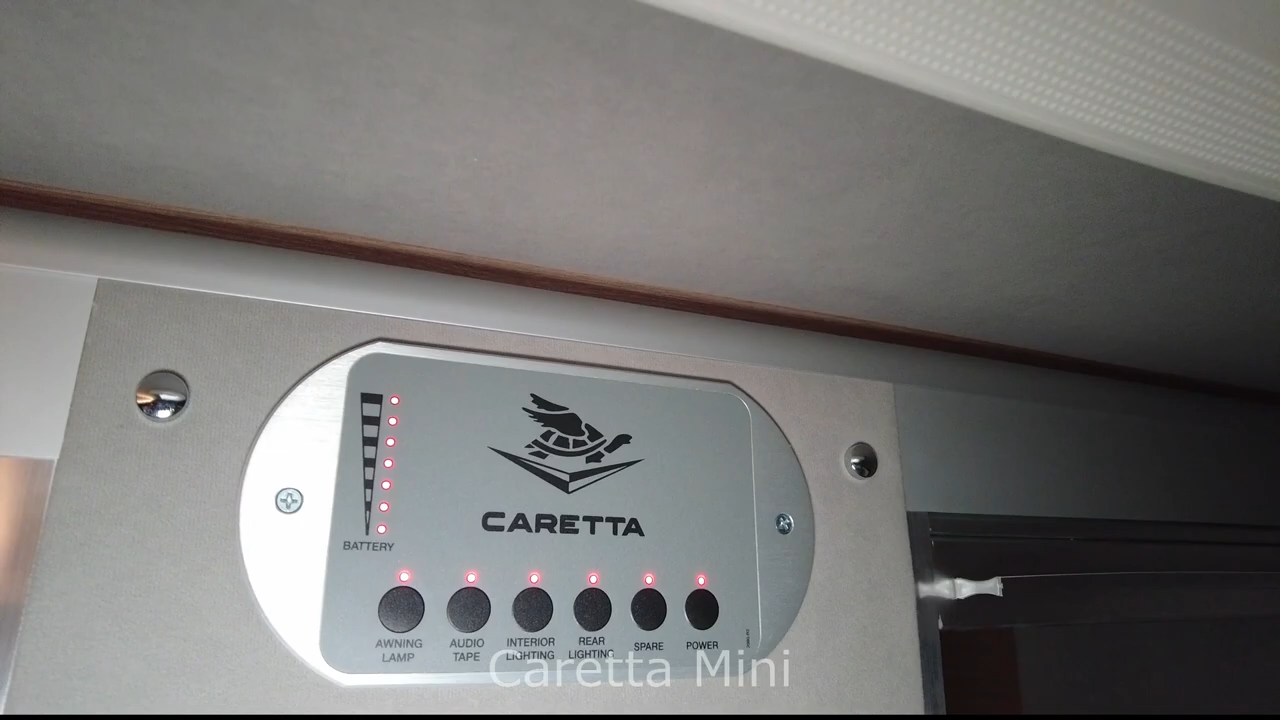 CARETTA
BATTERY
AWNING
LAMP
AUDIO
TAPE
INTERIOR
LIGHTING
REAR
LIGHTING
SPARE
POWER
Caretta Mini